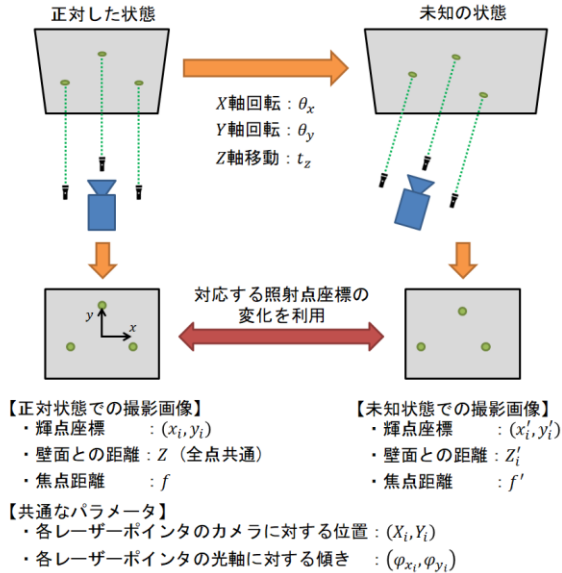 正対した状態
未知の状態
X軸回転：θx
Y軸回転：θy
Z軸移動：tz
y
x
対応する照射点座標の
変化を利用
【正対状態での撮影画像】
・輝点座標　　：(xi, yi)
・壁面との距離：Z（全点共通）
・焦点距離　　：f
【未知状態での撮影画像】
・輝点座標　　：(x′i, y′i)
・壁面との距離：Z′i
・焦点距離　　：f′
【共通なパラメータ】
・各レーザーポインタのカメラに対する位置：(Xi, Yi)
・各レーザーポインタの光軸に対する傾き　：(φxi, φyi)